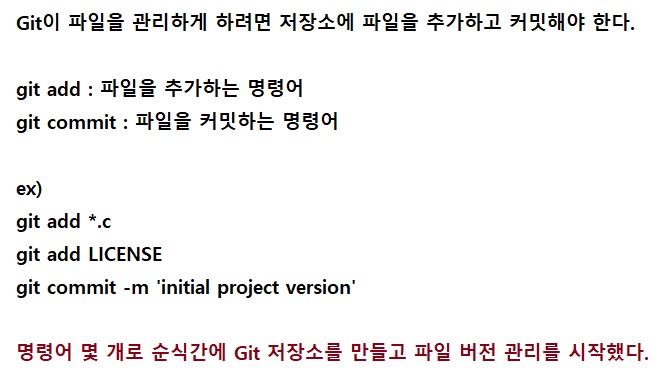 Git이 파일을 관리하게 하려면 저장소에 파일을 추가하고 커밋해야 한다.
git add : 파일을 추가하는 명령어
git commit : 파일을 커밋하는 명령어
ex)
git add *.c
git add LICENSE
git commit -m 'initial project version'
명령어 몇 개로 순식간에 Git 저장소를 만들고 파일 버전 관리를 시작했다.